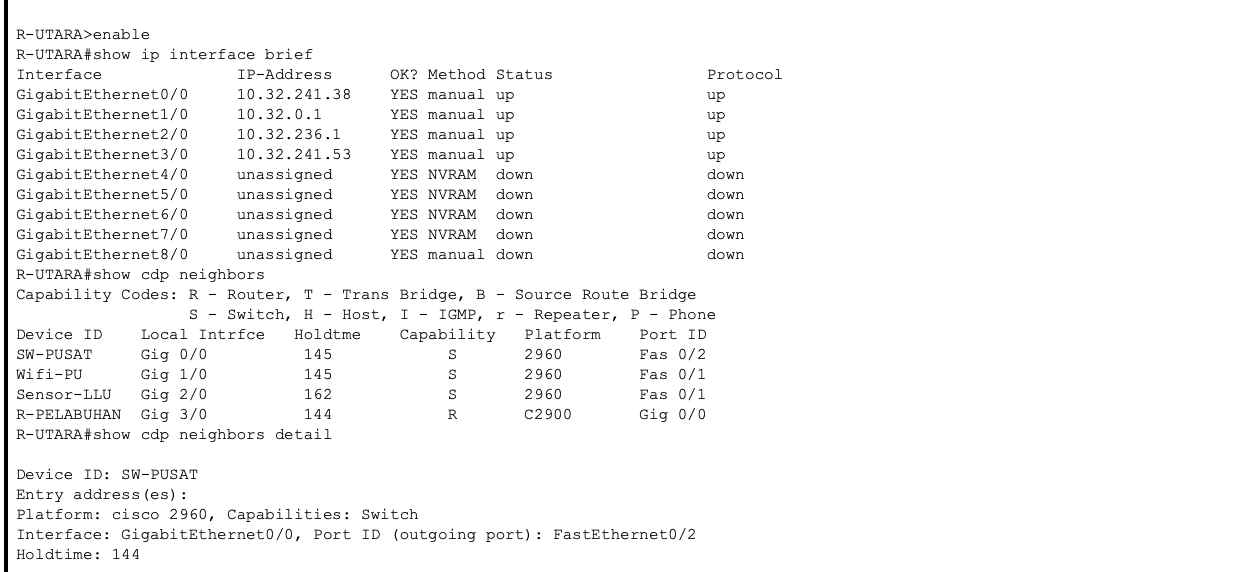 R-UTARA>enable
R-UTARA#show ip interface brief
Interface              IP-Address      OK? Method Status                Protocol
GigabitEthernet0/0     10.32.241.38    YES manual up                    up
GigabitEthernet1/0     10.32.0.1       YES manual up                    up
GigabitEthernet2/0     10.32.236.1     YES manual up                    up
GigabitEthernet3/0     10.32.241.53    YES manual up                    up
GigabitEthernet4/0     unassigned      YES NVRAM  down                  down
GigabitEthernet5/0     unassigned      YES NVRAM  down                  down
GigabitEthernet6/0     unassigned      YES NVRAM  down                  down
GigabitEthernet7/0     unassigned      YES NVRAM  down                  down
GigabitEthernet8/0     unassigned      YES manual down                  down
R-UTARA#show cdp neighbors
Capability Codes: R - Router, T - Trans Bridge, B - Source Route Bridge
                  S - Switch, H - Host, I - IGMP, r - Repeater, P - Phone
Device ID    Local Intrfce   Holdtme    Capability   Platform    Port ID
SW-PUSAT     Gig 0/0          145            S       2960        Fas 0/2
Wifi-PU      Gig 1/0          145            S       2960        Fas 0/1
Sensor-LLU   Gig 2/0          162            S       2960        Fas 0/1
R-PELABUHAN  Gig 3/0          144            R       C2900       Gig 0/0
R-UTARA#show cdp neighbors detail
Device ID: SW-PUSAT
Entry address(es):
Platform: cisco 2960, Capabilities: Switch
Interface: GigabitEthernet0/0, Port ID (outgoing port): FastEthernet0/2
Holdtime: 144